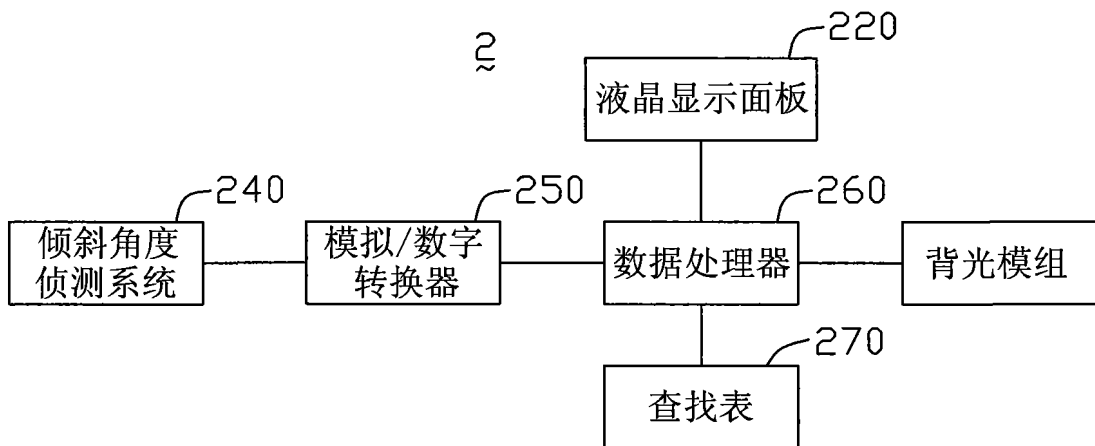 2
220
液晶显示面板
240
250
260
倾斜角度
侦测系统
模拟/数字
转换器
数据处理器
背光模组
270
查找表